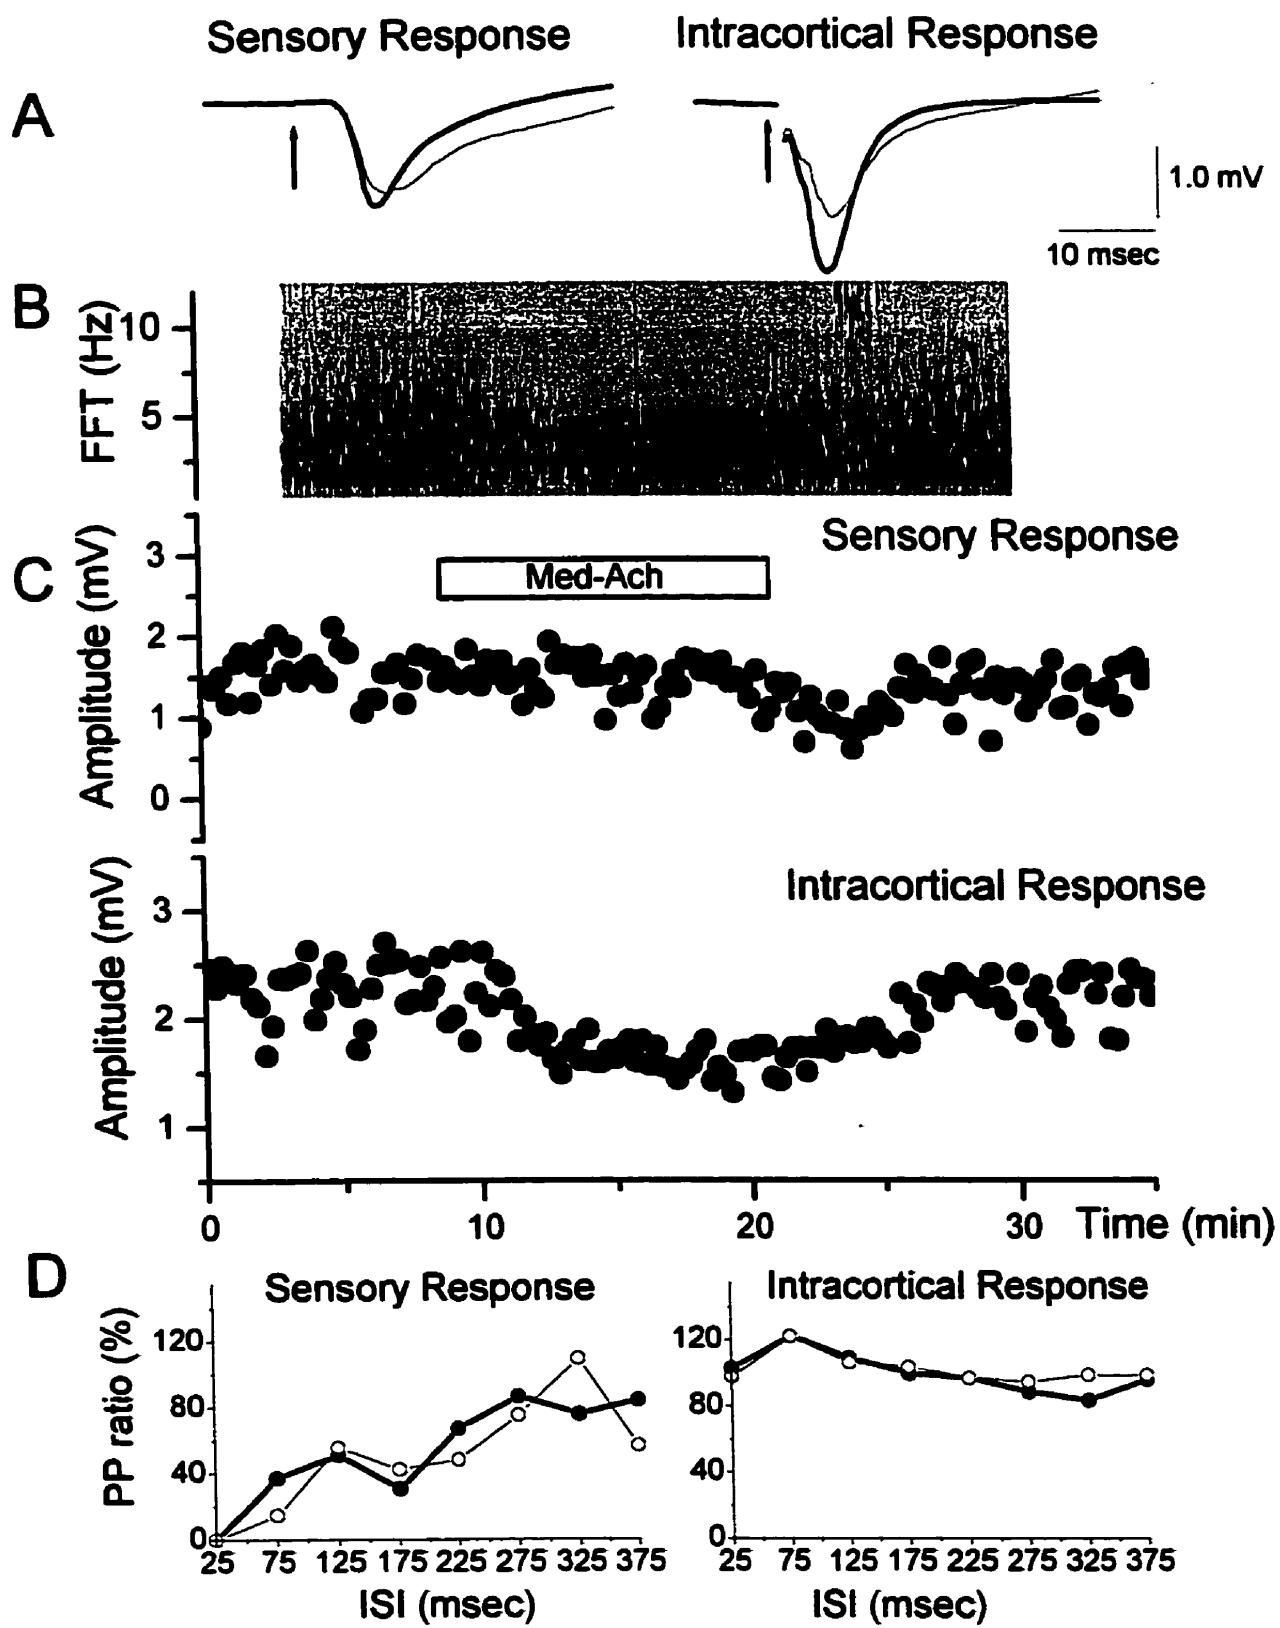 Sensory Response Intracortical Response
A
1.0 mV
10 msec
B
FFT (Hz)
10
5
Sensory Response
C
Amplitude (mV)
3
2
1
0
Med-Ach
Intracortical Response
Amplitude (mV)
3
2
1
0 10 20 30 Time (min)
D
Sensory Response Intracortical Response
PP ratio (%)
120
80
40
0
25 75 125 175 225 275 325 375
ISI (msec)
120
80
40
0
25 75 125 175 225 275 325 375
ISI (msec)